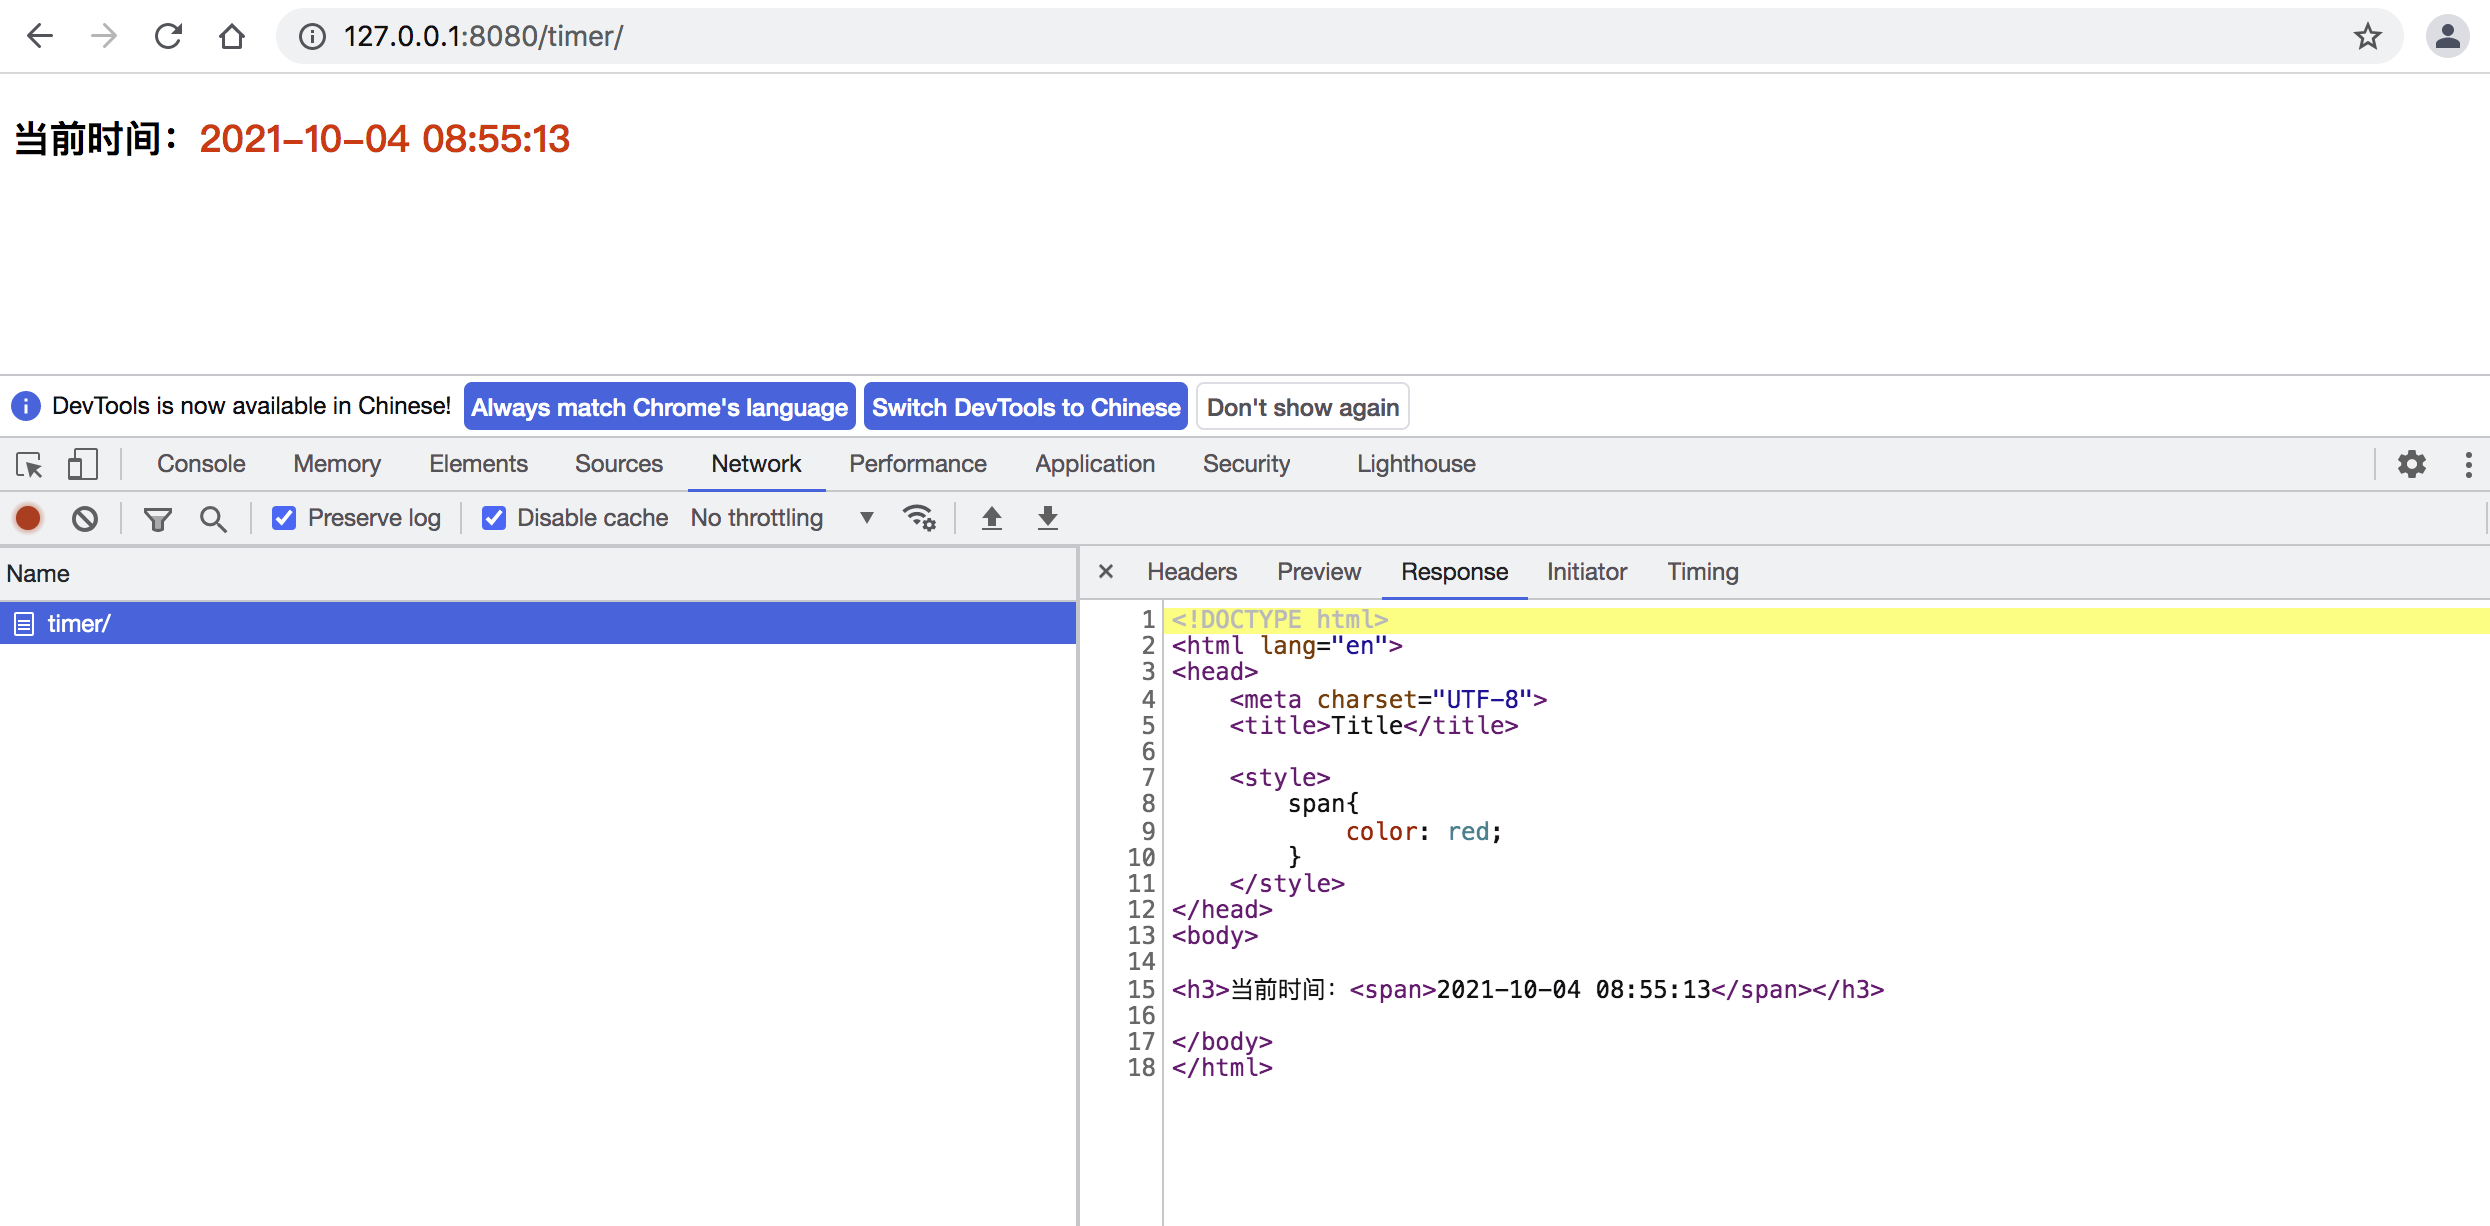 127.0.0.1:8080/timer/
当前时间：2021-10-04 08:55:13
DevTools is now available in Chinese! Always match Chrome's language Switch DevTools to Chinese Don't show again
Console Memory Elements Sources Network Performance Application Security Lighthouse
Preserve log Disable cache No throttling
Name
timer/
× Headers Preview Response Initiator Timing
1 <!DOCTYPE html>
2 <html lang="en">
3 <head>
4     <meta charset="UTF-8">
5     <title>Title</title>
6
7     <style>
8         span{
9             color: red;
10         }
11     </style>
12 </head>
13 <body>
14
15 <h3>当前时间：<span>2021-10-04 08:55:13</span></h3>
16
17 </body>
18 </html>